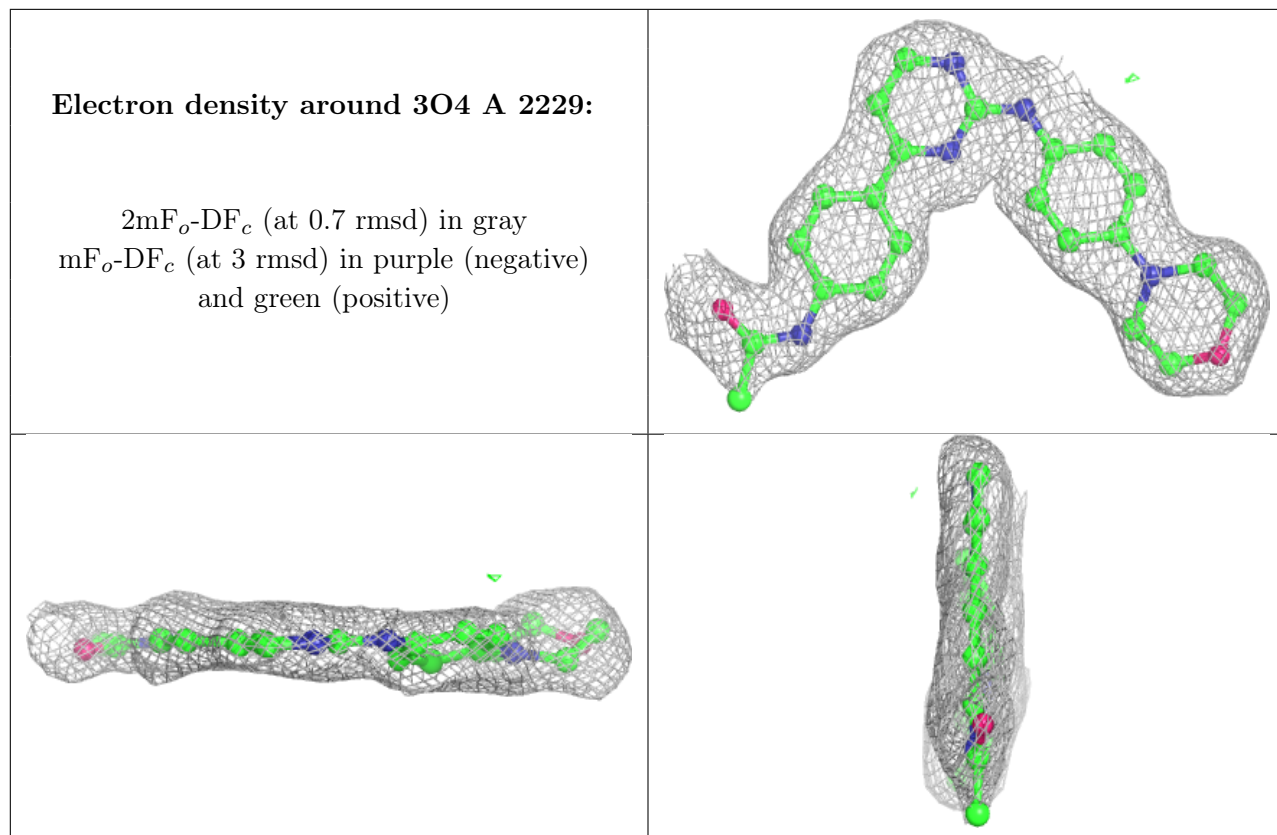 Electron density around 3O4 A 2229:
2mFo-DFc (at 0.7 rmsd) in gray
mFo-DFc (at 3 rmsd) in purple (negative)
and green (positive)